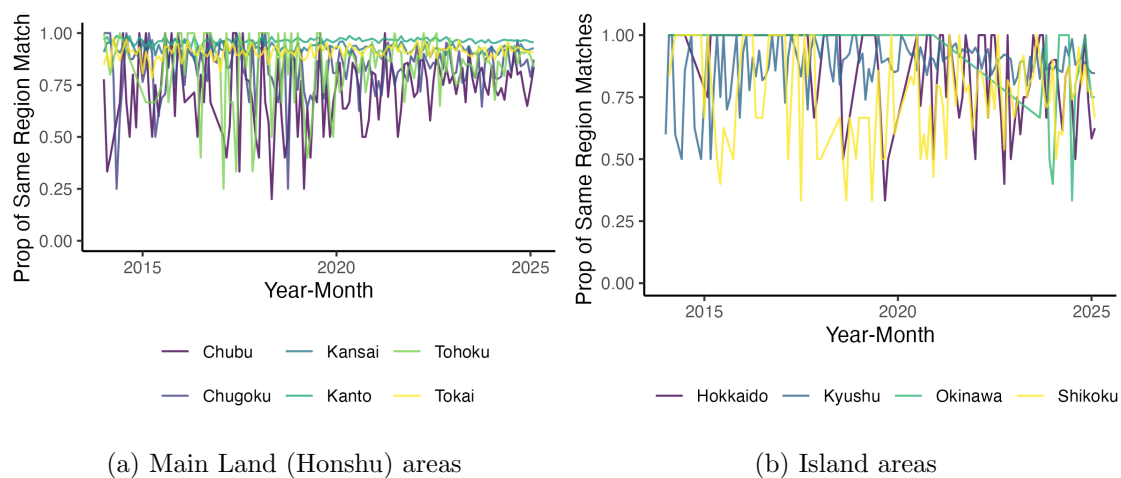 Prop of Same Region Match
1.00
0.75
0.50
0.25
0.00
2015
2020
2025
Year-Month
Chubu
Kansai
Tohoku
Chugoku
Kanto
Tokai
(a) Main Land (Honshu) areas
Prop of Same Region Matches
1.00
0.75
0.50
0.25
0.00
2015
2020
2025
Year-Month
Hokkaido
Kyushu
Okinawa
Shikoku
(b) Island areas